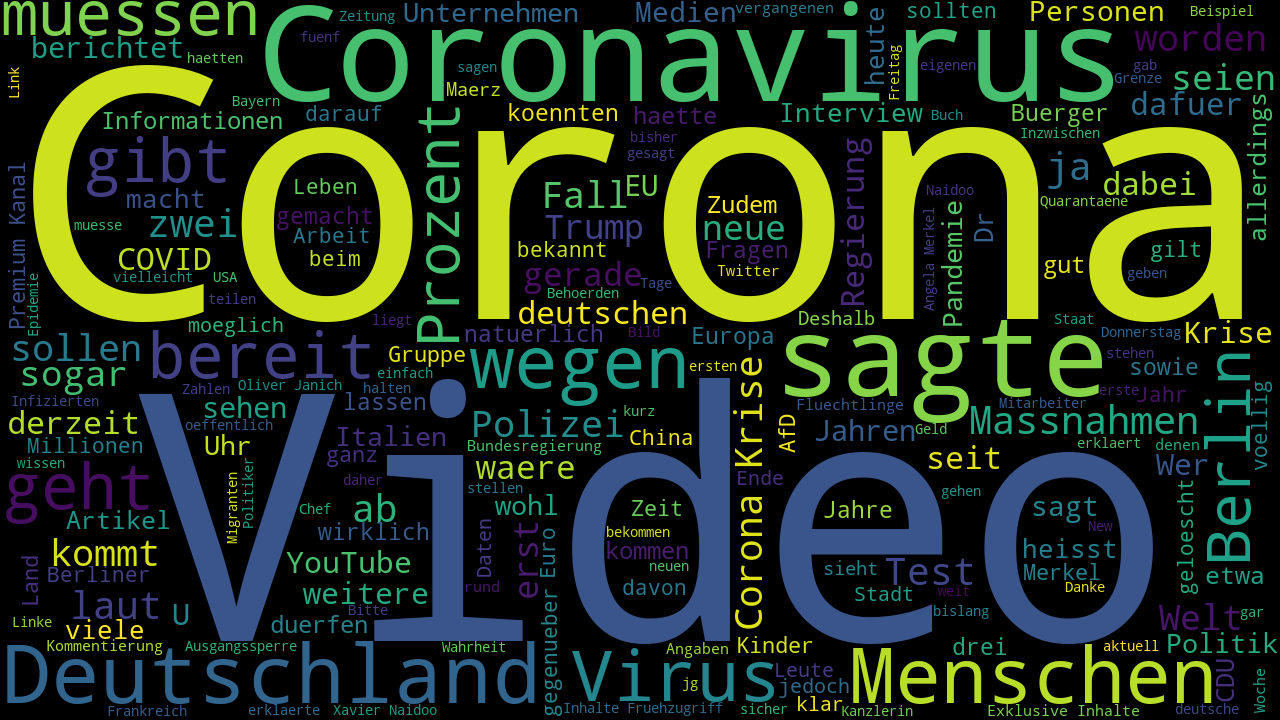 muessen
Zeitung
Unternehmen
Medien
vergangenen
sollten
Personen
Beispiel
Coronavirus
berichtet
fuenf
haetten
heute
worden
Link
sagen
Freitag
eigenen
gab
Grenze
seien
Bayern
Maerz
dafuer
Informationen
darauf
koennten
haette
Interview
Buch
Buerger
Corona
gibt
Prozent
bisher
gesagt
Inzwischen
allerdings
Premium Kanal
macht
Leben
Fall
EU
Regierung
ja
dabei
zwei
gemacht
Trump
Zudem
neue
Naidoo
Quarantaene
muesse
Arbeit
Angela Merkel
Pandemie
Dr
COVID
beim
bekannt
Fragen
gut
gilt
vielleicht
USA
gerade
Twitter
geben
Epidemie
teilen
Behoerden
Tage
moeglich
liegt
deutschen
Deshalb
Staat
natuerlich
Bild
Europa
Donnerstag
Krise
sollen
bereit
Gruppe
wegen
sagte
stehen
sogar
einfach
ersten
sowie
Berlin
Zahlen
Oliver Janich
halten
erste
Jahr
voellig
Infizierten
sehen
lassen
Corona Krise
Fluechtlinge
Mitarbeiter
derzeit
oeffentlich
Polizei
kurz
AfD
Geld
Massnahmen
Millionen
Uhr
Italien
China
Jahren
Video
Bundesregierung
erklaert
denen
wissen
ganz
waere
seit
Wer
geht
Migranten
Politiker
daher
stellen
Ende
gehen
geloescht
Artikel
Chef
ab
wohl
Zeit
Jahre
sagt
kommt
wirklich
Daten
erst
Euro
bekommen
New
Land
YouTube
kommen
heisst
Berliner
weitere
neuen
sieht
Test
Merkel
etwa
laut
rund
davon
Stadt
weit
Danke
Linke
U
Bitte
bislang
Welt
gar
viele
duerfen
gegenueber
Kommentierung
Ausgangssperre
Wahrheit
Angaben
Kinder
drei
aktuell
Politik
Deutschland
Virus
Leute
Menschen
CDU
Woche
jg
jedoch
Frankreich
erklaerte
Xavier Naidoo
Inhalte Fruehzugriff
sicher
klar
Kanzlerin
Exklusive Inhalte
deutsche